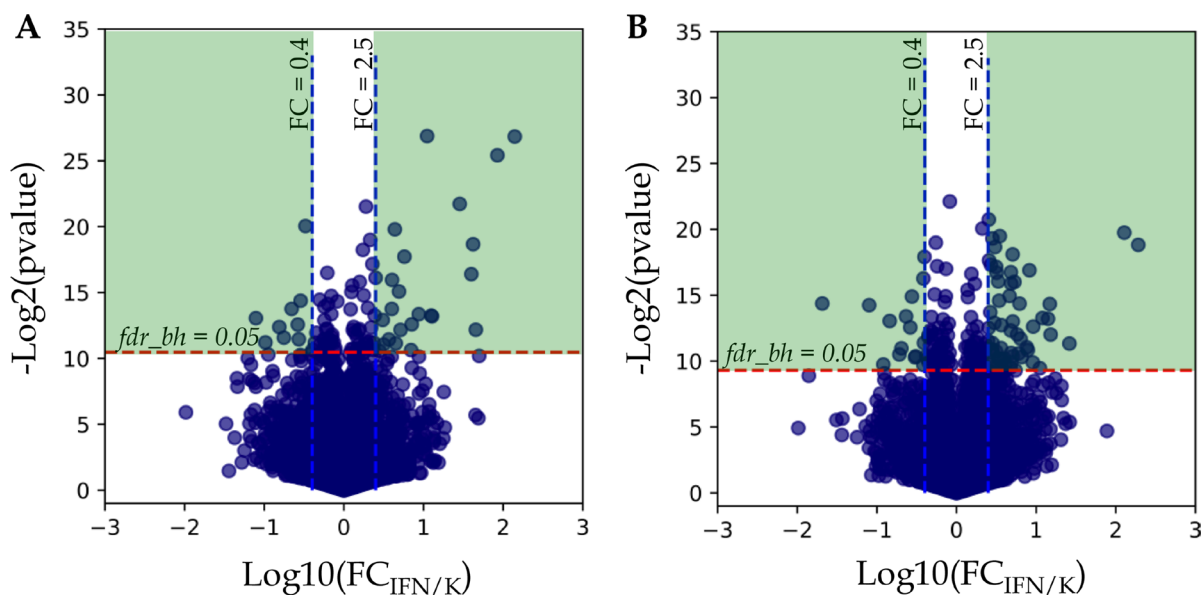 A
35
30
25
20
15
10
5
0
-Log2(pvalue)
FC = 0.4
FC = 2.5
fdr_bh = 0.05
−3 −2 −1 0 1 2 3
Log10(FC_IFN/K)
B
35
30
25
20
15
10
5
0
-Log2(pvalue)
FC = 0.4
FC = 2.5
fdr_bh = 0.05
−3 −2 −1 0 1 2 3
Log10(FC_IFN/K)